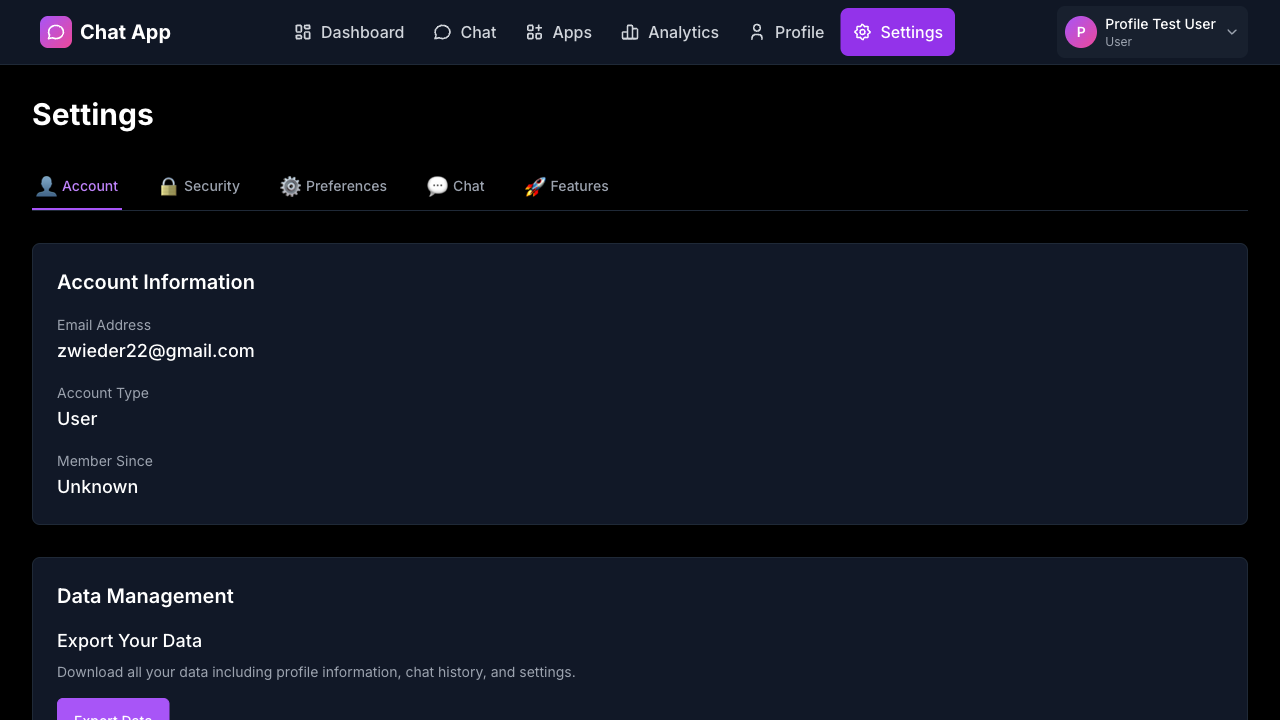 Chat App
Dashboard
Chat
Apps
Analytics
Profile
Settings
P
Profile Test User
User
Settings
Account
Security
Preferences
Chat
Features
Account Information
Email Address
zwieder22@gmail.com
Account Type
User
Member Since
Unknown
Data Management
Export Your Data
Download all your data including profile information, chat history, and settings.
Export Data